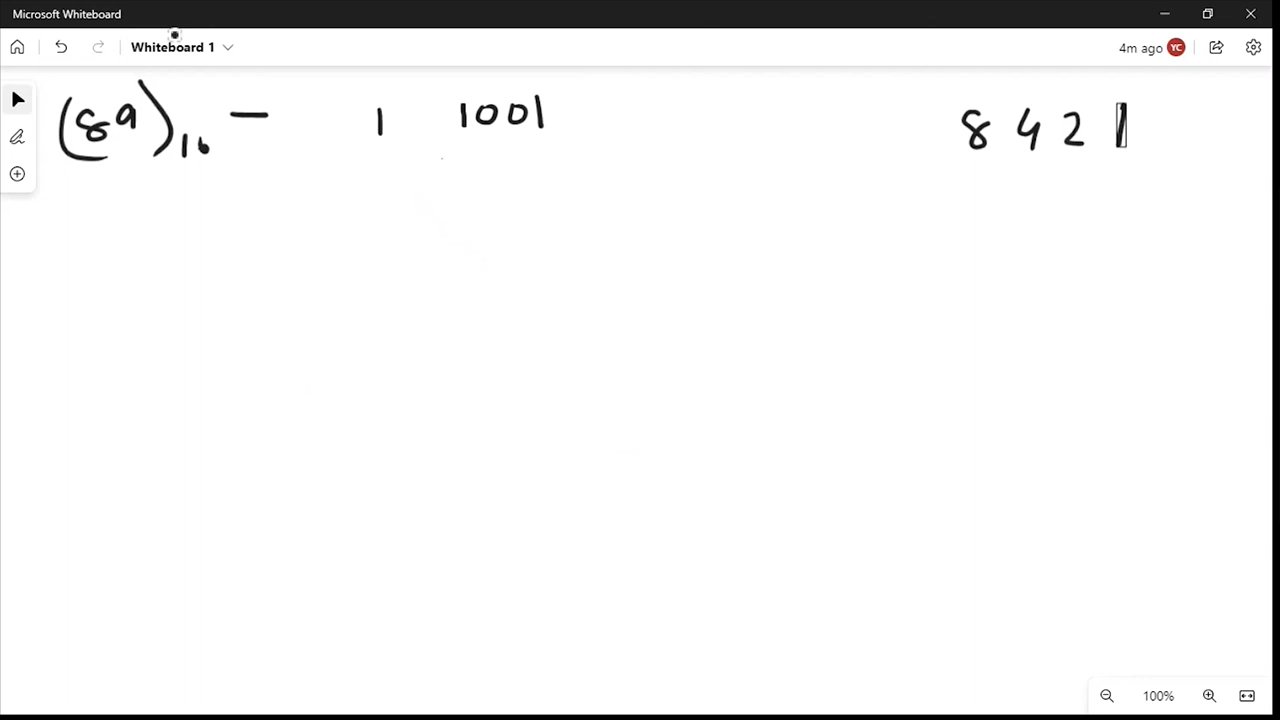 Microsoft Whiteboard
Whiteboard 1
4m ago YC
(89)16 - 1 1001 8 4 2 1
100%